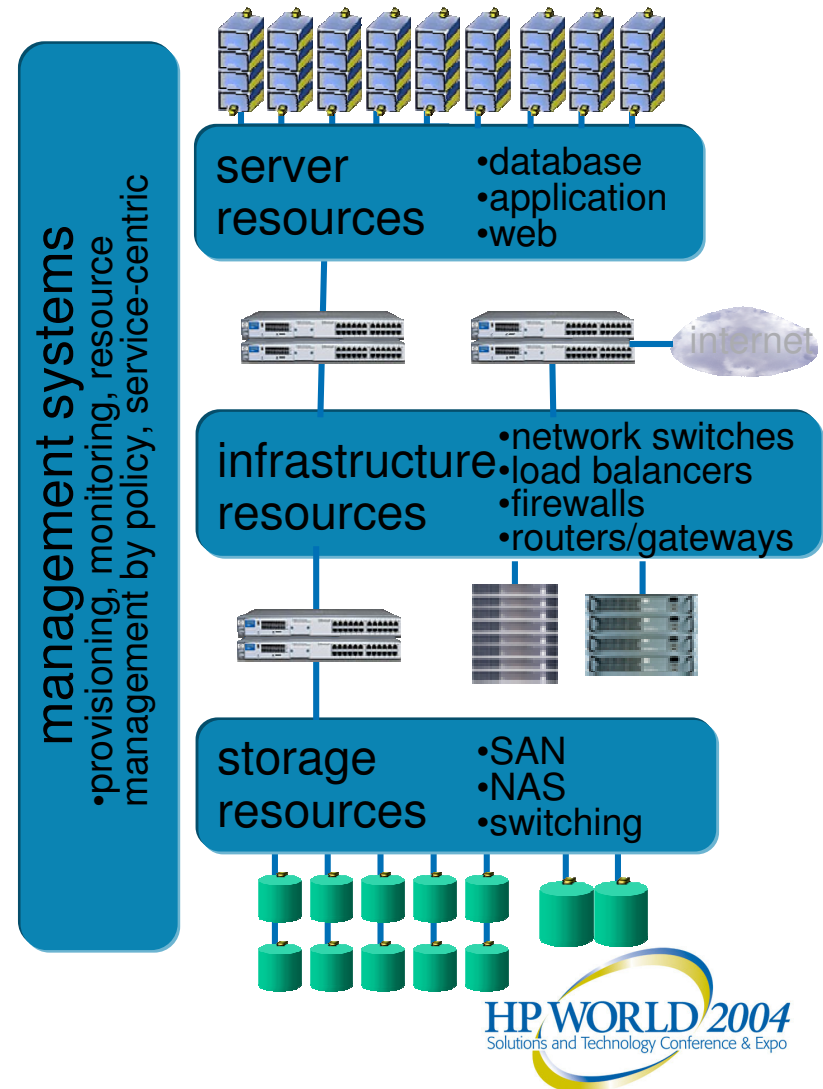 management systems
•provisioning, monitoring, resource
management by policy, service-centric
server
resources
•database
•application
•web
internet
infrastructure
resources
•network switches
•load balancers
•firewalls
•routers/gateways
storage
resources
•SAN
•NAS
•switching
HP WORLD 2004
Solutions and Technology Conference & Expo